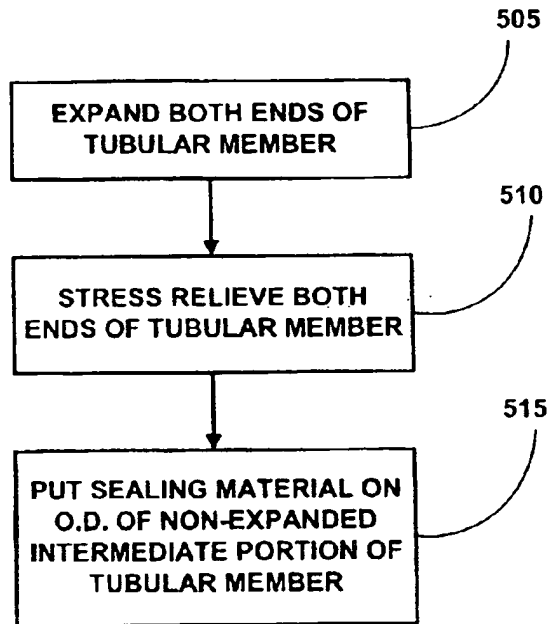 505
EXPAND BOTH ENDS OF
TUBULAR MEMBER
510
STRESS RELIEVE BOTH
ENDS OF TUBULAR MEMBER
515
PUT SEALING MATERIAL ON
O.D. OF NON-EXPANDED
INTERMEDIATE PORTION OF
TUBULAR MEMBER